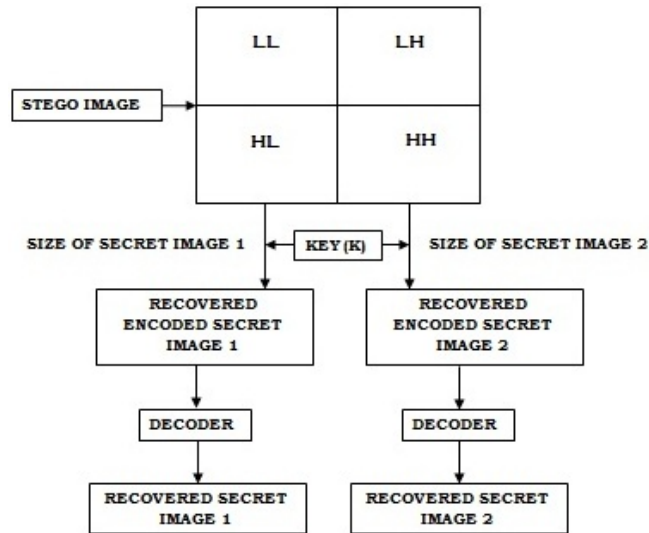 LL
LH
STEGO IMAGE
HL
HH
SIZE OF SECRET IMAGE 1
KEY (K)
SIZE OF SECRET IMAGE 2
RECOVERED
ENCODED SECRET
IMAGE 1
RECOVERED
ENCODED SECRET
IMAGE 2
DECODER
DECODER
RECOVERED SECRET
IMAGE 1
RECOVERED SECRET
IMAGE 2